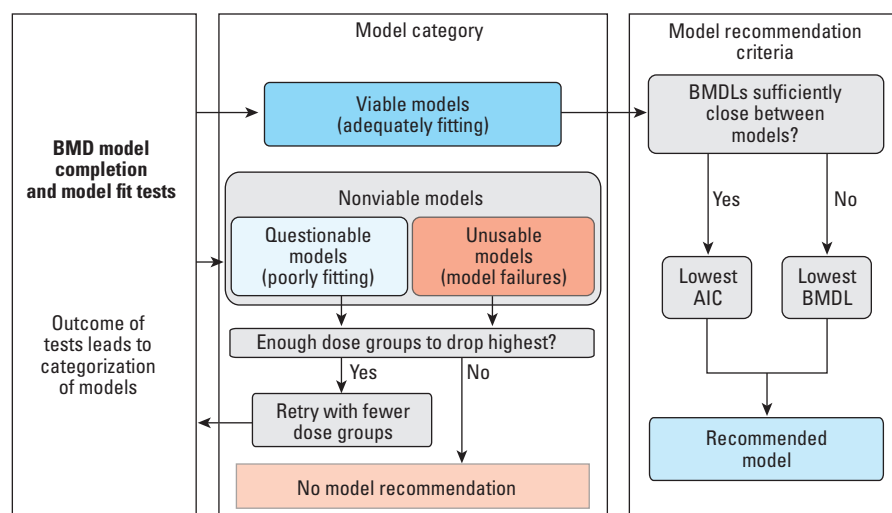 BMD model
completion
and model fit tests
Outcome of
tests leads to
categorization
of models
Model category
Viable models
(adequately fitting)
Nonviable models
Questionable
models
(poorly fitting)
Unusable
models
(model failures)
Enough dose groups to drop highest?
Yes
No
Retry with fewer
dose groups
No model recommendation
Model recommendation
criteria
BMDLs sufficiently
close between
models?
Yes
No
Lowest
AIC
Lowest
BMDL
Recommended
model